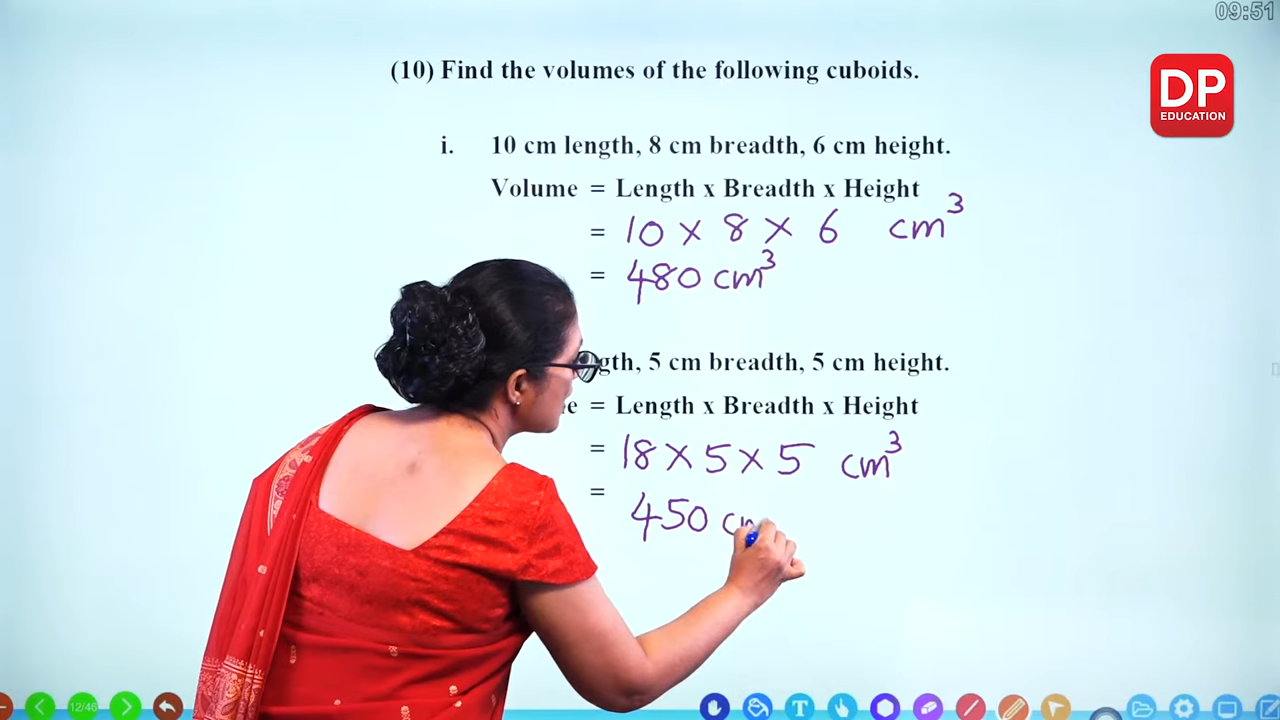 09:51
DP
EDUCATION
(10) Find the volumes of the following cuboids.
i. 10 cm length, 8 cm breadth, 6 cm height.
Volume = Length x Breadth x Height
= 10 × 8 × 6 cm³
= 480 cm³
5 cm breadth, 5 cm height.
= Length x Breadth x Height
= 18 × 5 × 5 cm³
= 450
12/46